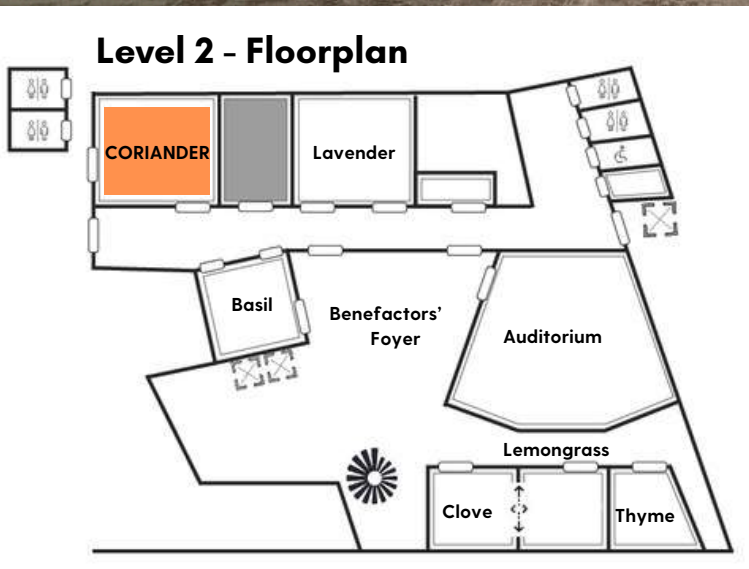 Level 2 - Floorplan
CORIANDER
Lavender
Basil
Benefactors’
Foyer
Auditorium
Lemongrass
Clove
Thyme